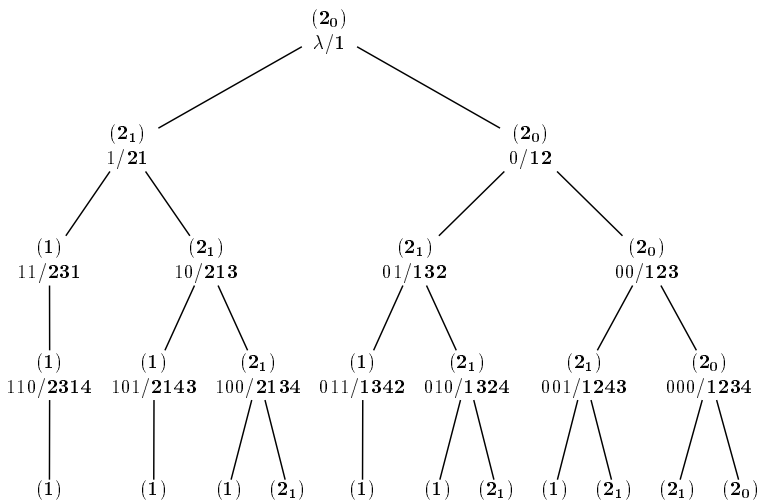 (2₀)
λ/1
(2₁) (2₀)
1/21 0/12
(1) (2₁) (2₁) (2₀)
11/231 10/213 01/132 00/123
(1) (1) (2₁) (1) (2₁) (2₁) (2₀)
110/2314 101/2143 100/2134 011/1342 010/1324 001/1243 000/1234
(1) (1) (1) (2₁) (1) (1) (2₁) (1) (2₁) (2₁) (2₀)